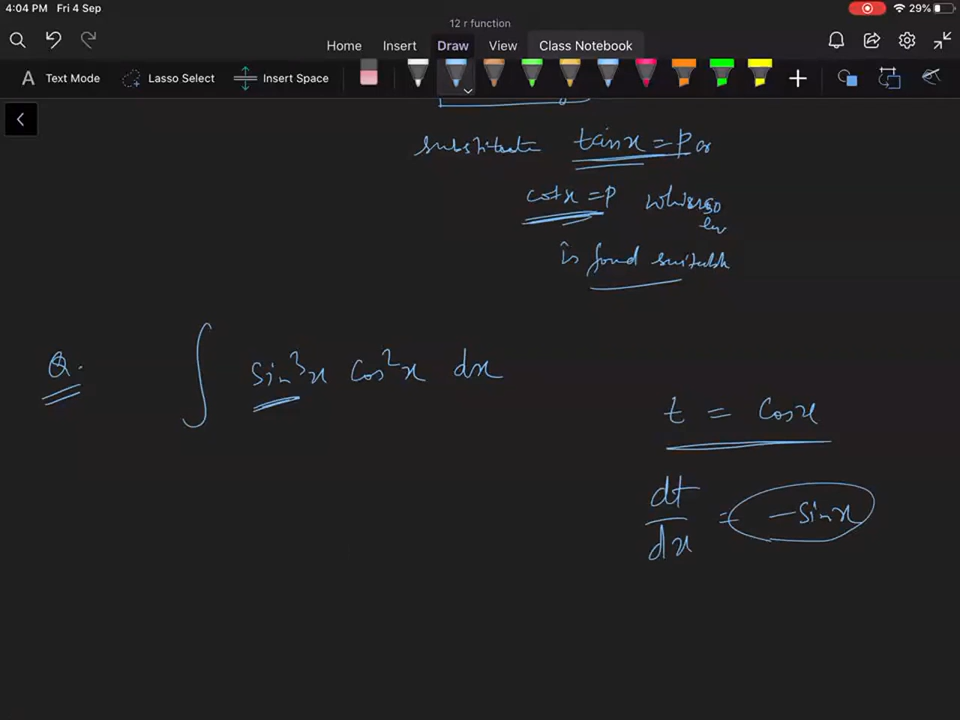 4:04 PM Fri 4 Sep
29%
12 r function
Home Insert Draw View Class Notebook
A Text Mode Lasso Select Insert Space
substitute tanx = p or
cotx = p
is found suitable
Q. ∫ sin³x cos²x dx
t = cosx
dt/dx = -sinx